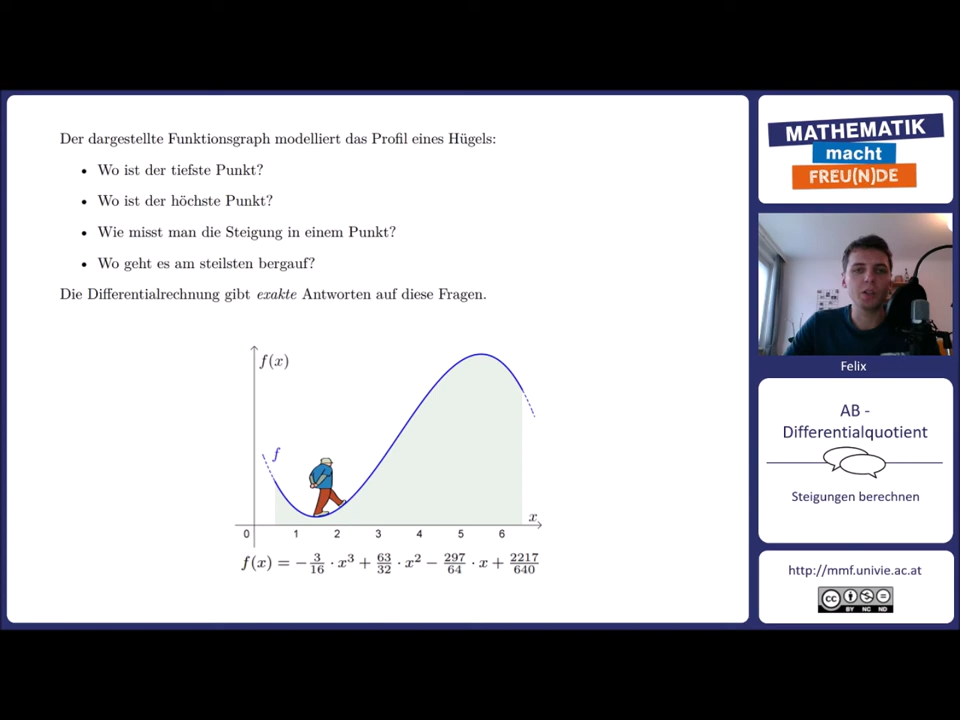 Der dargestellte Funktionsgraph modelliert das Profil eines Hügels:
• Wo ist der tiefste Punkt?
• Wo ist der höchste Punkt?
• Wie misst man die Steigung in einem Punkt?
• Wo geht es am steilsten bergauf?
Die Differentialrechnung gibt exakte Antworten auf diese Fragen.
f(x)
f
x
0 1 2 3 4 5 6
f(x) = −3/16 · x³ + 63/32 · x² − 297/64 · x + 2217/640
MATHEMATIK
macht
FREU(N)DE
Felix
AB -
Differentialquotient
Steigungen berechnen
http://mmf.univie.ac.at
cc
BY NC ND